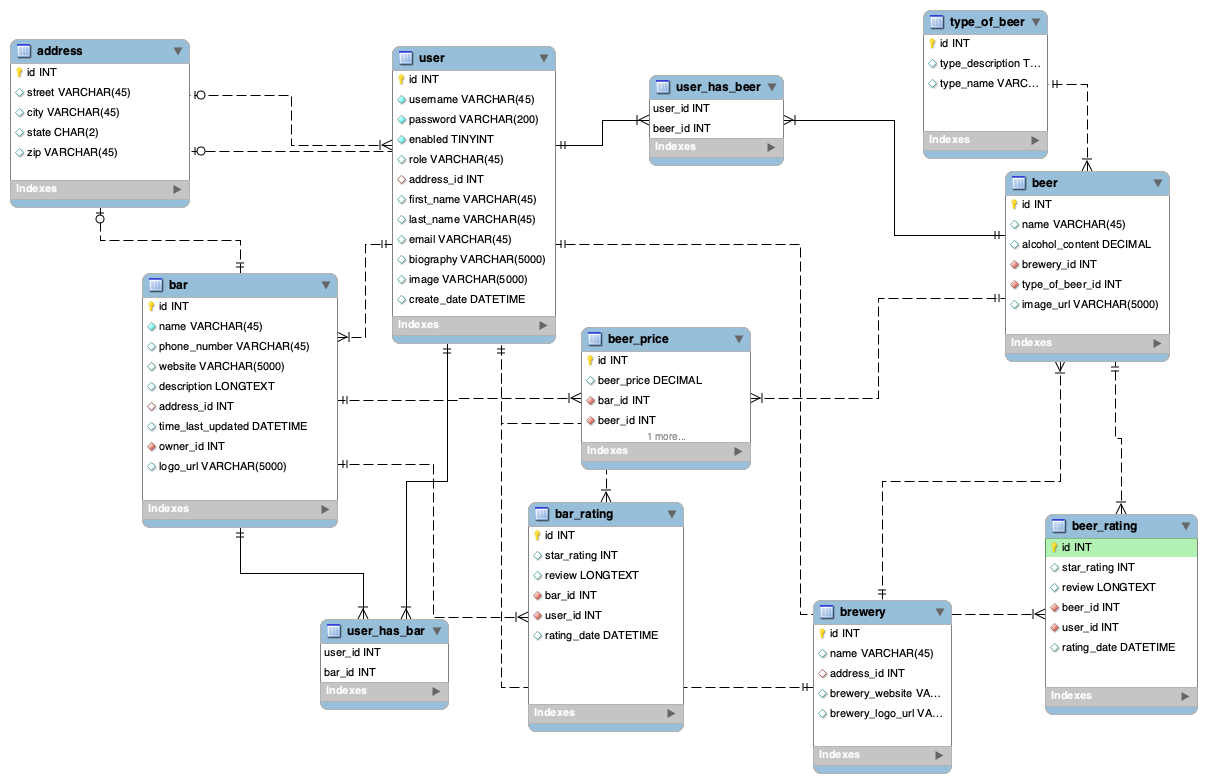 address
id INT
street VARCHAR(45)
city VARCHAR(45)
state CHAR(2)
zip VARCHAR(45)
Indexes
user
id INT
username VARCHAR(45)
password VARCHAR(200)
enabled TINYINT
role VARCHAR(45)
address_id INT
first_name VARCHAR(45)
last_name VARCHAR(45)
email VARCHAR(45)
biography VARCHAR(5000)
image VARCHAR(5000)
create_date DATETIME
Indexes
user_has_beer
user_id INT
beer_id INT
Indexes
type_of_beer
id INT
type_description T...
type_name VARC...
Indexes
beer
id INT
name VARCHAR(45)
alcohol_content DECIMAL
brewery_id INT
type_of_beer_id INT
image_url VARCHAR(5000)
Indexes
bar
id INT
name VARCHAR(45)
phone_number VARCHAR(45)
website VARCHAR(5000)
description LONGTEXT
address_id INT
time_last_updated DATETIME
owner_id INT
logo_url VARCHAR(5000)
Indexes
beer_price
id INT
beer_price DECIMAL
bar_id INT
beer_id INT
1 more...
Indexes
bar_rating
id INT
star_rating INT
review LONGTEXT
bar_id INT
user_id INT
rating_date DATETIME
Indexes
beer_rating
id INT
star_rating INT
review LONGTEXT
beer_id INT
user_id INT
rating_date DATETIME
Indexes
user_has_bar
user_id INT
bar_id INT
Indexes
brewery
id INT
name VARCHAR(45)
address_id INT
brewery_website VA...
brewery_logo_url VA...
Indexes